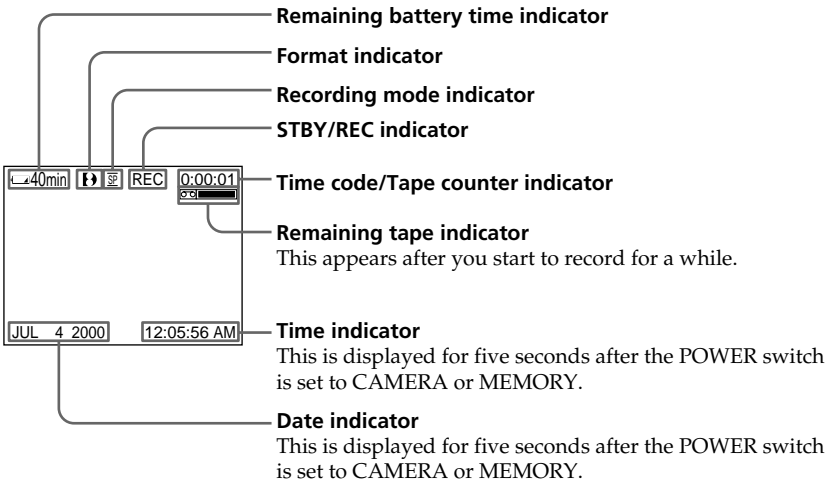 Remaining battery time indicator
Format indicator
Recording mode indicator
STBY/REC indicator
40min SP REC 0:00:01
Time code/Tape counter indicator
Remaining tape indicator
This appears after you start to record for a while.
JUL 4 2000 12:05:56 AM
Time indicator
This is displayed for five seconds after the POWER switch
is set to CAMERA or MEMORY.
Date indicator
This is displayed for five seconds after the POWER switch
is set to CAMERA or MEMORY.